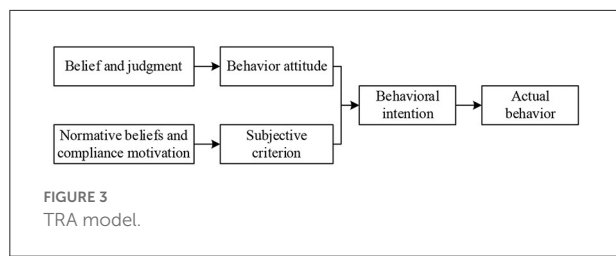 Belief and judgment
Behavior attitude
Normative beliefs and
compliance motivation
Subjective
criterion
Behavioral
intention
Actual
behavior
FIGURE 3
TRA model.